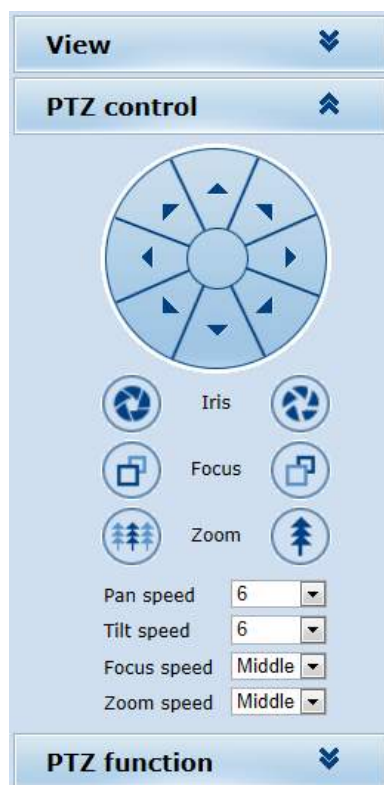 View
PTZ control
Iris
Focus
Zoom
Pan speed 6
Tilt speed 6
Focus speed Middle
Zoom speed Middle
PTZ function